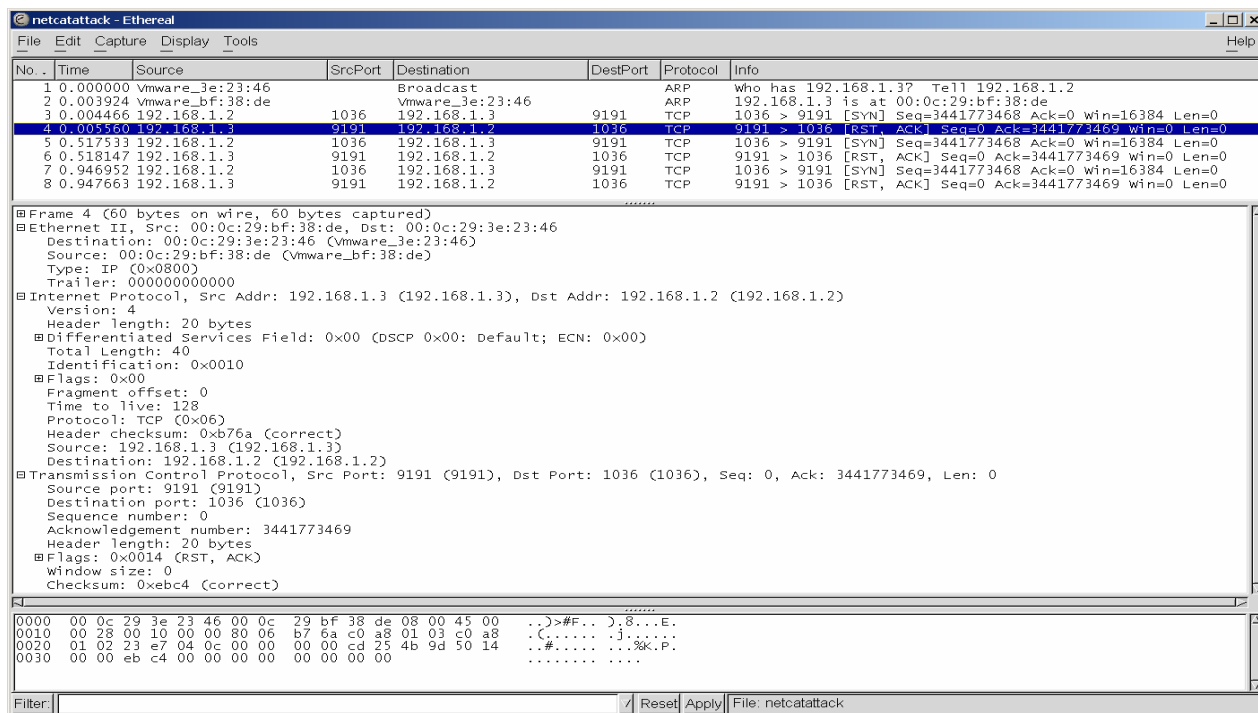 netcatattack - Ethereal
File Edit Capture Display Tools Help
No. . Time Source SrcPort Destination DestPort Protocol Info
1 0.000000 Vmware_3e:23:46 Broadcast ARP Who has 192.168.1.3? Tell 192.168.1.2
2 0.003924 Vmware_bf:38:de Vmware_3e:23:46 ARP 192.168.1.3 is at 00:0c:29:bf:38:de
3 0.004466 192.168.1.2 1036 192.168.1.3 9191 TCP 1036 > 9191 [SYN] Seq=3441773468 Ack=0 Win=16384 Len=0
4 0.005560 192.168.1.3 9191 192.168.1.2 1036 TCP 9191 > 1036 [RST, ACK] Seq=0 Ack=3441773469 Win=0 Len=0
5 0.517533 192.168.1.2 1036 192.168.1.3 9191 TCP 1036 > 9191 [SYN] Seq=3441773468 Ack=0 Win=16384 Len=0
6 0.518147 192.168.1.3 9191 192.168.1.2 1036 TCP 9191 > 1036 [RST, ACK] Seq=0 Ack=3441773469 Win=0 Len=0
7 0.946952 192.168.1.2 1036 192.168.1.3 9191 TCP 1036 > 9191 [SYN] Seq=3441773468 Ack=0 Win=16384 Len=0
8 0.947663 192.168.1.3 9191 192.168.1.2 1036 TCP 9191 > 1036 [RST, ACK] Seq=0 Ack=3441773469 Win=0 Len=0
Frame 4 (60 bytes on wire, 60 bytes captured)
Ethernet II, Src: 00:0c:29:bf:38:de, Dst: 00:0c:29:3e:23:46
Destination: 00:0c:29:3e:23:46 (Vmware_3e:23:46)
Source: 00:0c:29:bf:38:de (Vmware_bf:38:de)
Type: IP (0x0800)
Trailer: 000000000000
Internet Protocol, Src Addr: 192.168.1.3 (192.168.1.3), Dst Addr: 192.168.1.2 (192.168.1.2)
Version: 4
Header length: 20 bytes
Differentiated Services Field: 0x00 (DSCP 0x00: Default; ECN: 0x00)
Total Length: 40
Identification: 0x0010
Flags: 0x00
Fragment offset: 0
Time to live: 128
Protocol: TCP (0x06)
Header checksum: 0xb76a (correct)
Source: 192.168.1.3 (192.168.1.3)
Destination: 192.168.1.2 (192.168.1.2)
Transmission Control Protocol, Src Port: 9191 (9191), Dst Port: 1036 (1036), Seq: 0, Ack: 3441773469, Len: 0
Source port: 9191 (9191)
Destination port: 1036 (1036)
Sequence number: 0
Acknowledgement number: 3441773469
Header length: 20 bytes
Flags: 0x0014 (RST, ACK)
Window size: 0
Checksum: 0xebc4 (correct)
0000 00 0c 29 3e 23 46 00 0c 29 bf 38 de 08 00 45 00 ..)>#F.. ).8...E.
0010 00 28 00 10 00 00 80 06 b7 6a c0 a8 01 03 c0 a8 .(...... .j......
0020 01 02 23 e7 04 0c 00 00 00 00 cd 25 4b 9d 50 14 ..#..... ...%K.P.
0030 00 00 eb c4 00 00 00 00 00 00 00 00 ........ ....
Filter: / Reset Apply File: netcatattack